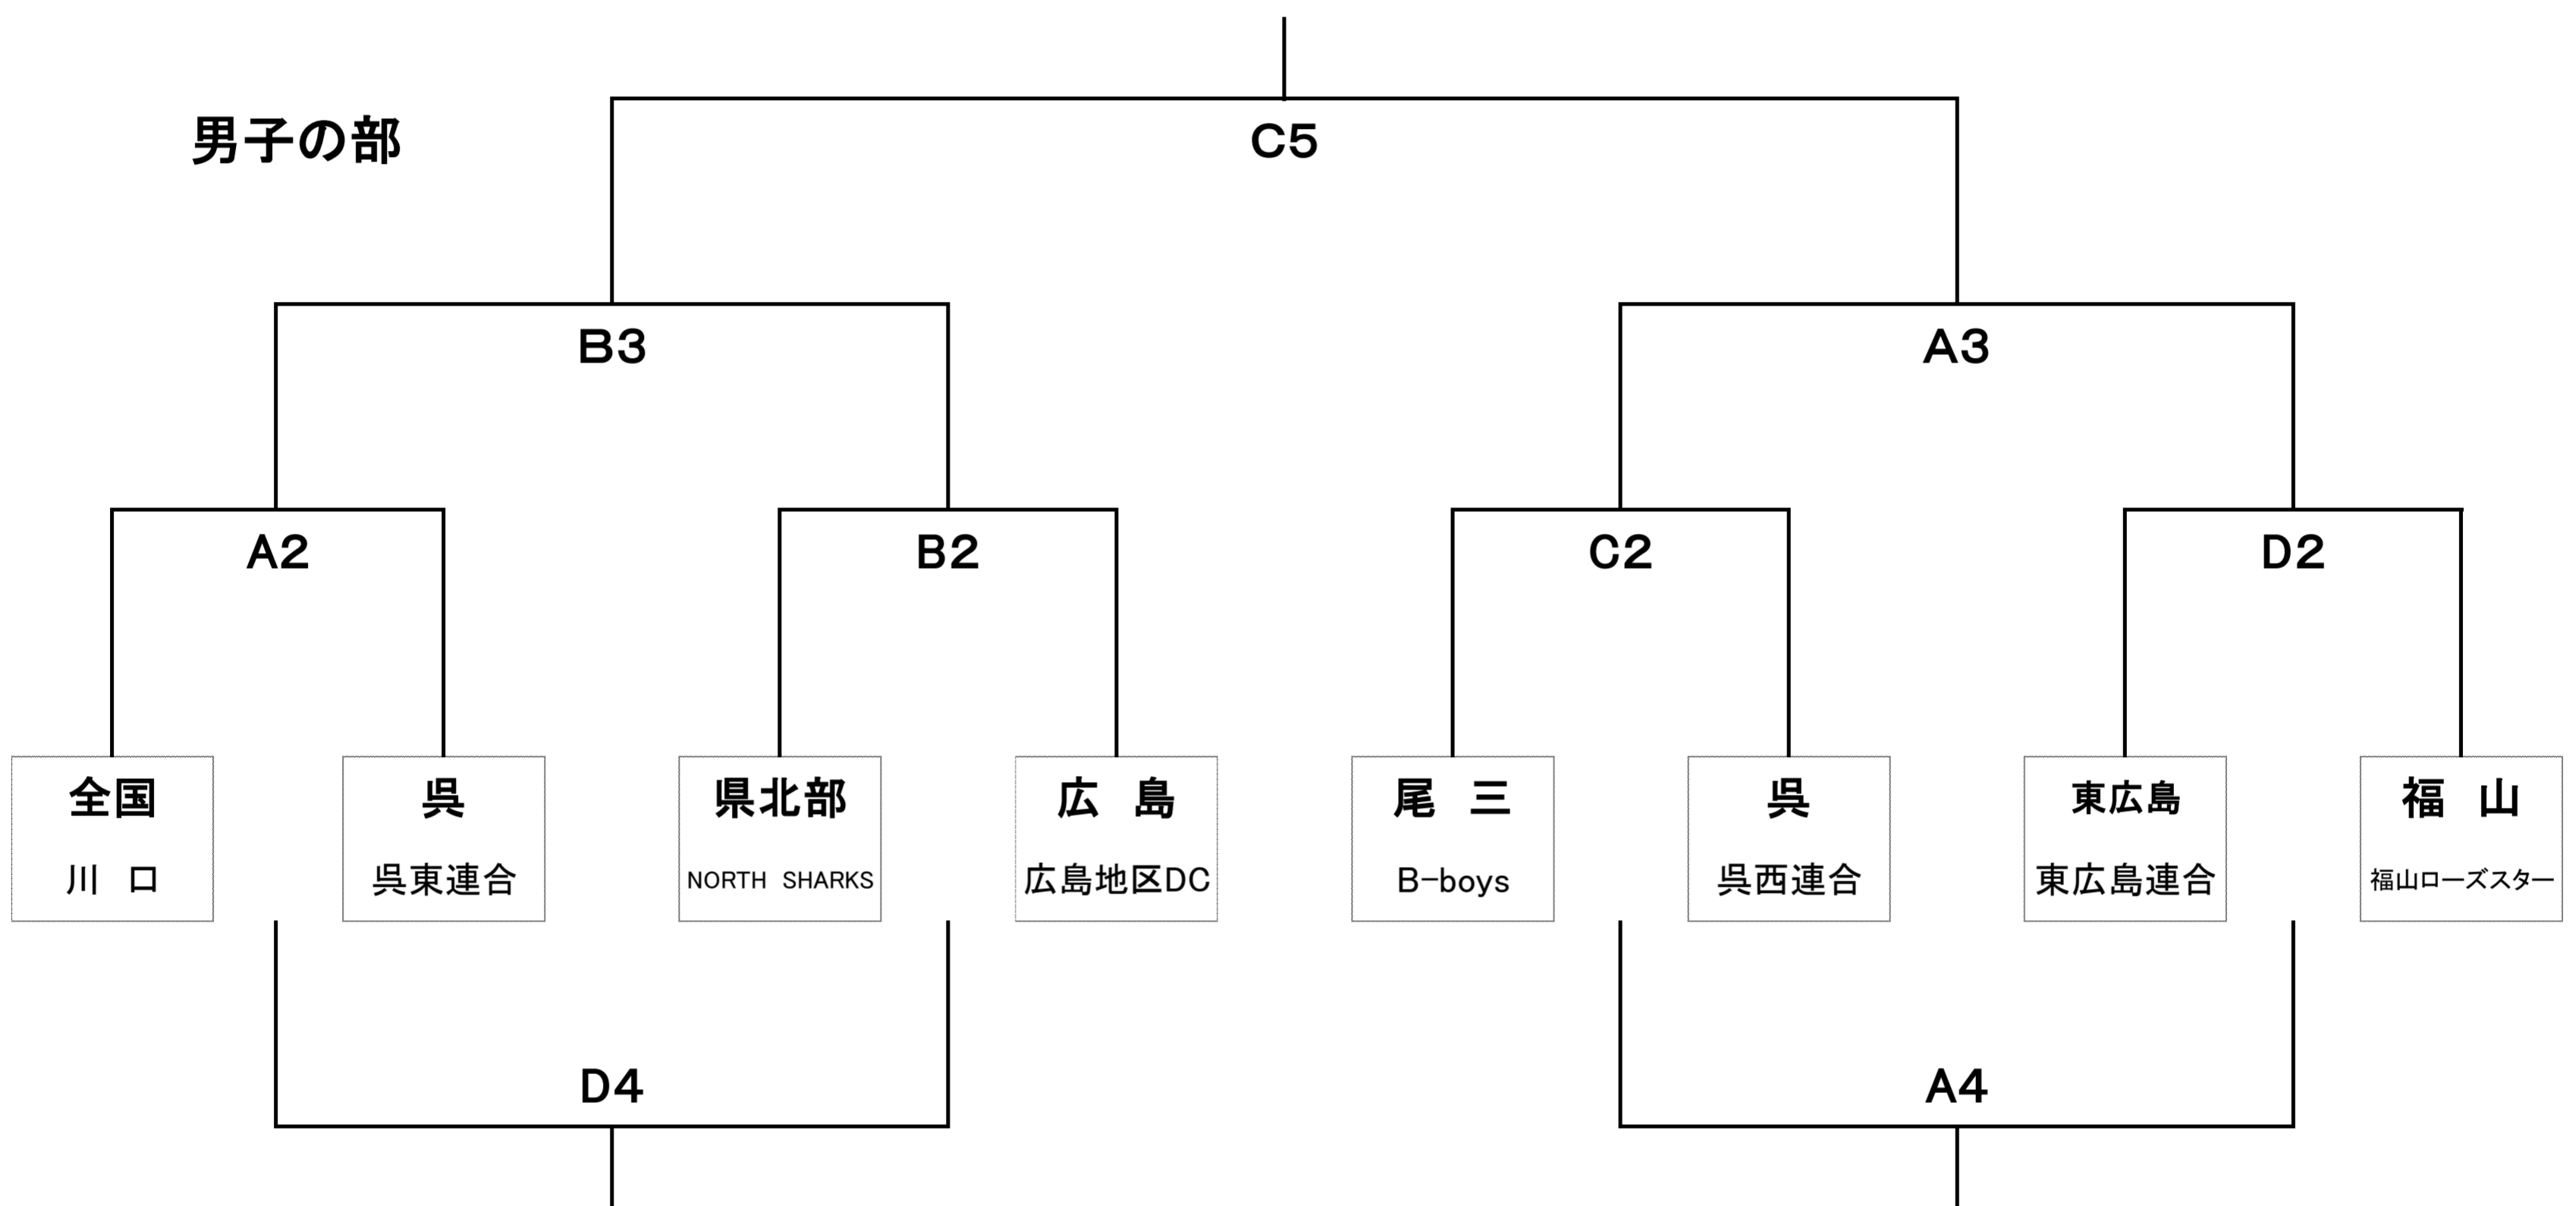 男子の部
C5
B3
A3
A2
B2
C2
D2
全国
川　口
呉
呉東連合
県北部
NORTH　SHARKS
広　島
広島地区DC
尾　三
B-boys
呉
呉西連合
東広島
東広島連合
福　山
福山ローズスター
D4
A4